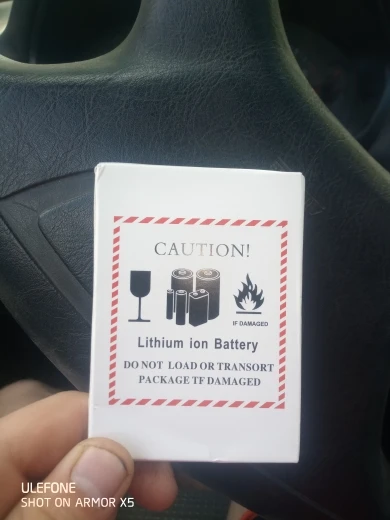 CAUTION!
IF DAMAGED
Lithium ion Battery
DO NOT LOAD OR TRANSORT
PACKAGE TF DAMAGED
ULEFONE
SHOT ON ARMOR X5